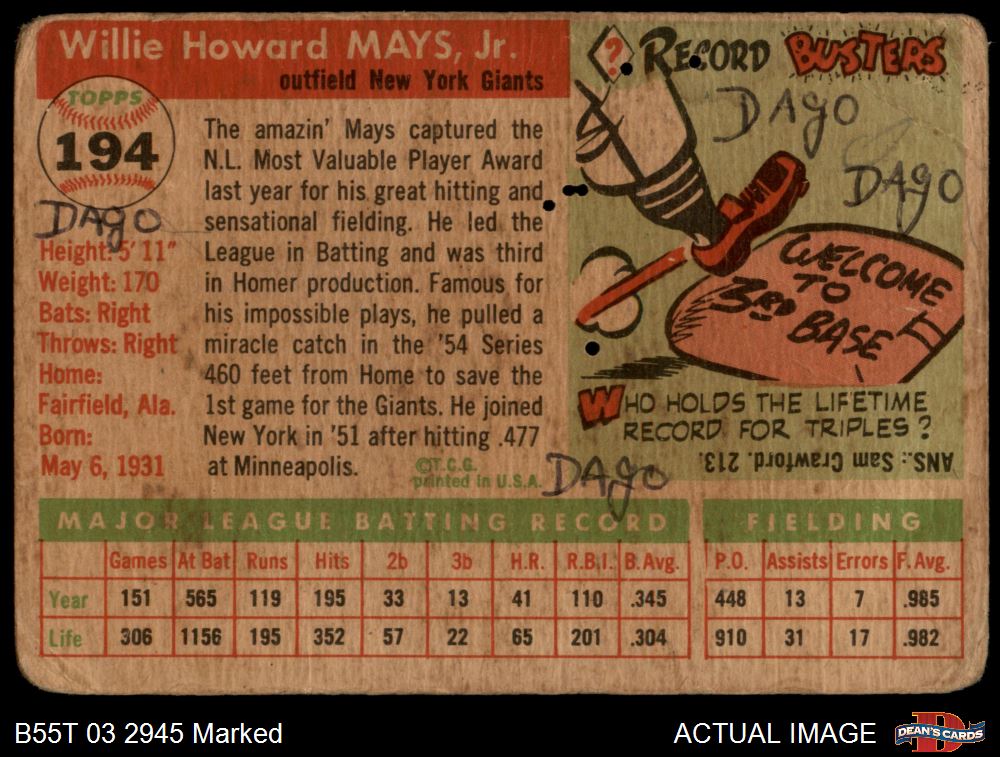 Willie Howard MAYS, Jr.
outfield New York Giants
TOPPS
194
DAgO
Height: 5' 11"
Weight: 170
Bats: Right
Throws: Right
Home:
Fairfield, Ala.
Born:
May 6, 1931
The amazin' Mays captured the
N.L. Most Valuable Player Award
last year for his great hitting and
sensational fielding. He led the
League in Batting and was third
in Homer production. Famous for
his impossible plays, he pulled a
miracle catch in the '54 Series
460 feet from Home to save the
1st game for the Giants. He joined
New York in '51 after hitting .477
at Minneapolis.
©T.C.G.
printed in U.S.A.
? RECORD BUSTERS
DAgO
DAgO
WELCOME
TO
3RD BASE
WHO HOLDS THE LIFETIME
RECORD FOR TRIPLES?
ANS.: Sam Crawford. 213.
DAgO
MAJOR LEAGUE BATTING RECORD FIELDING
Games At Bat Runs Hits 2b 3b H.R. R.B.I. B.Avg. P.O. Assists Errors F.Avg.
Year 151 565 119 195 33 13 41 110 .345 448 13 7 .985
Life 306 1156 195 352 57 22 65 201 .304 910 31 17 .982
B55T 03 2945 Marked
ACTUAL IMAGE
D
DEAN'S CARDS